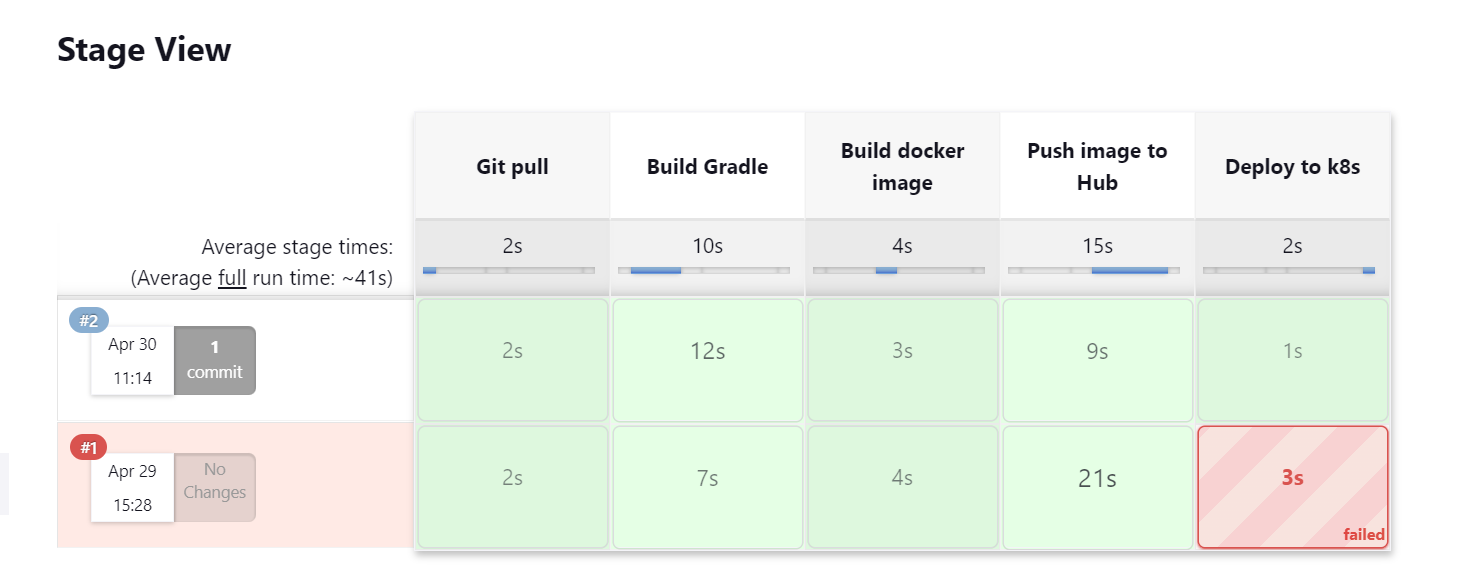 Stage View
Git pull
Build Gradle
Build docker
image
Push image to
Hub
Deploy to k8s
Average stage times:
(Average full run time: ~41s)
2s
10s
4s
15s
2s
#2
Apr 30
11:14
1
commit
2s
12s
3s
9s
1s
#1
Apr 29
15:28
No
Changes
2s
7s
4s
21s
3s
failed